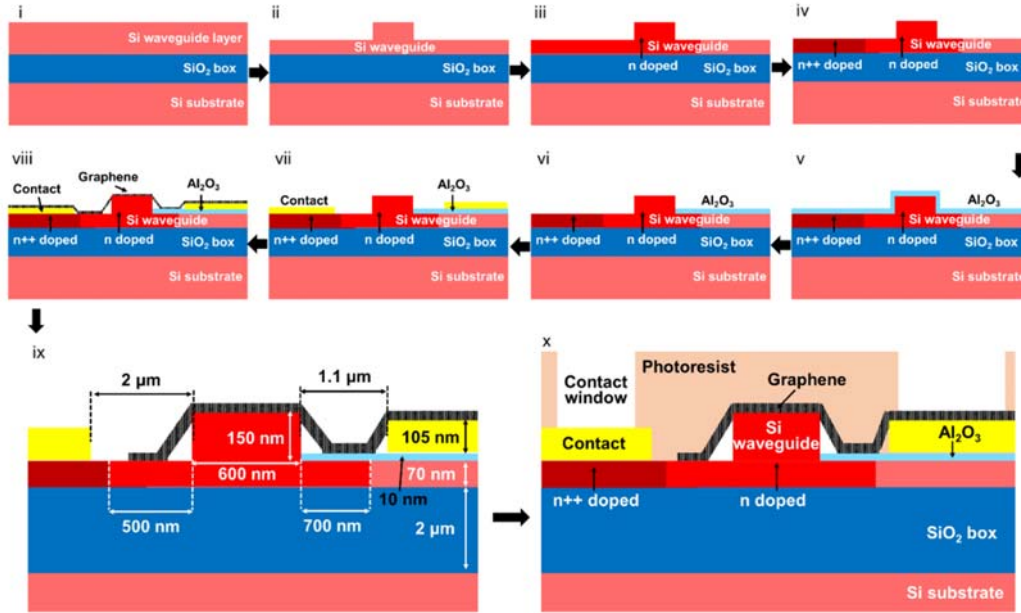 i
Si waveguide layer
SiO₂ box
Si substrate
ii
Si waveguide
SiO₂ box
Si substrate
iii
Si waveguide
n doped
SiO₂ box
Si substrate
iv
Si waveguide
n++ doped
n doped
SiO₂ box
Si substrate
viii
Contact
Graphene
Al₂O₃
Si waveguide
n++ doped
n doped
SiO₂ box
Si substrate
vii
Contact
Al₂O₃
Si waveguide
n++ doped
n doped
SiO₂ box
Si substrate
vi
Al₂O₃
Si waveguide
n++ doped
n doped
SiO₂ box
Si substrate
v
Al₂O₃
Si waveguide
n++ doped
n doped
SiO₂ box
Si substrate
ix
2 μm
1.1 μm
150 nm
105 nm
600 nm
70 nm
10 nm
500 nm
700 nm
2 μm
x
Photoresist
Contact
window
Graphene
Contact
Si
waveguide
Al₂O₃
n++ doped
n doped
SiO₂ box
Si substrate